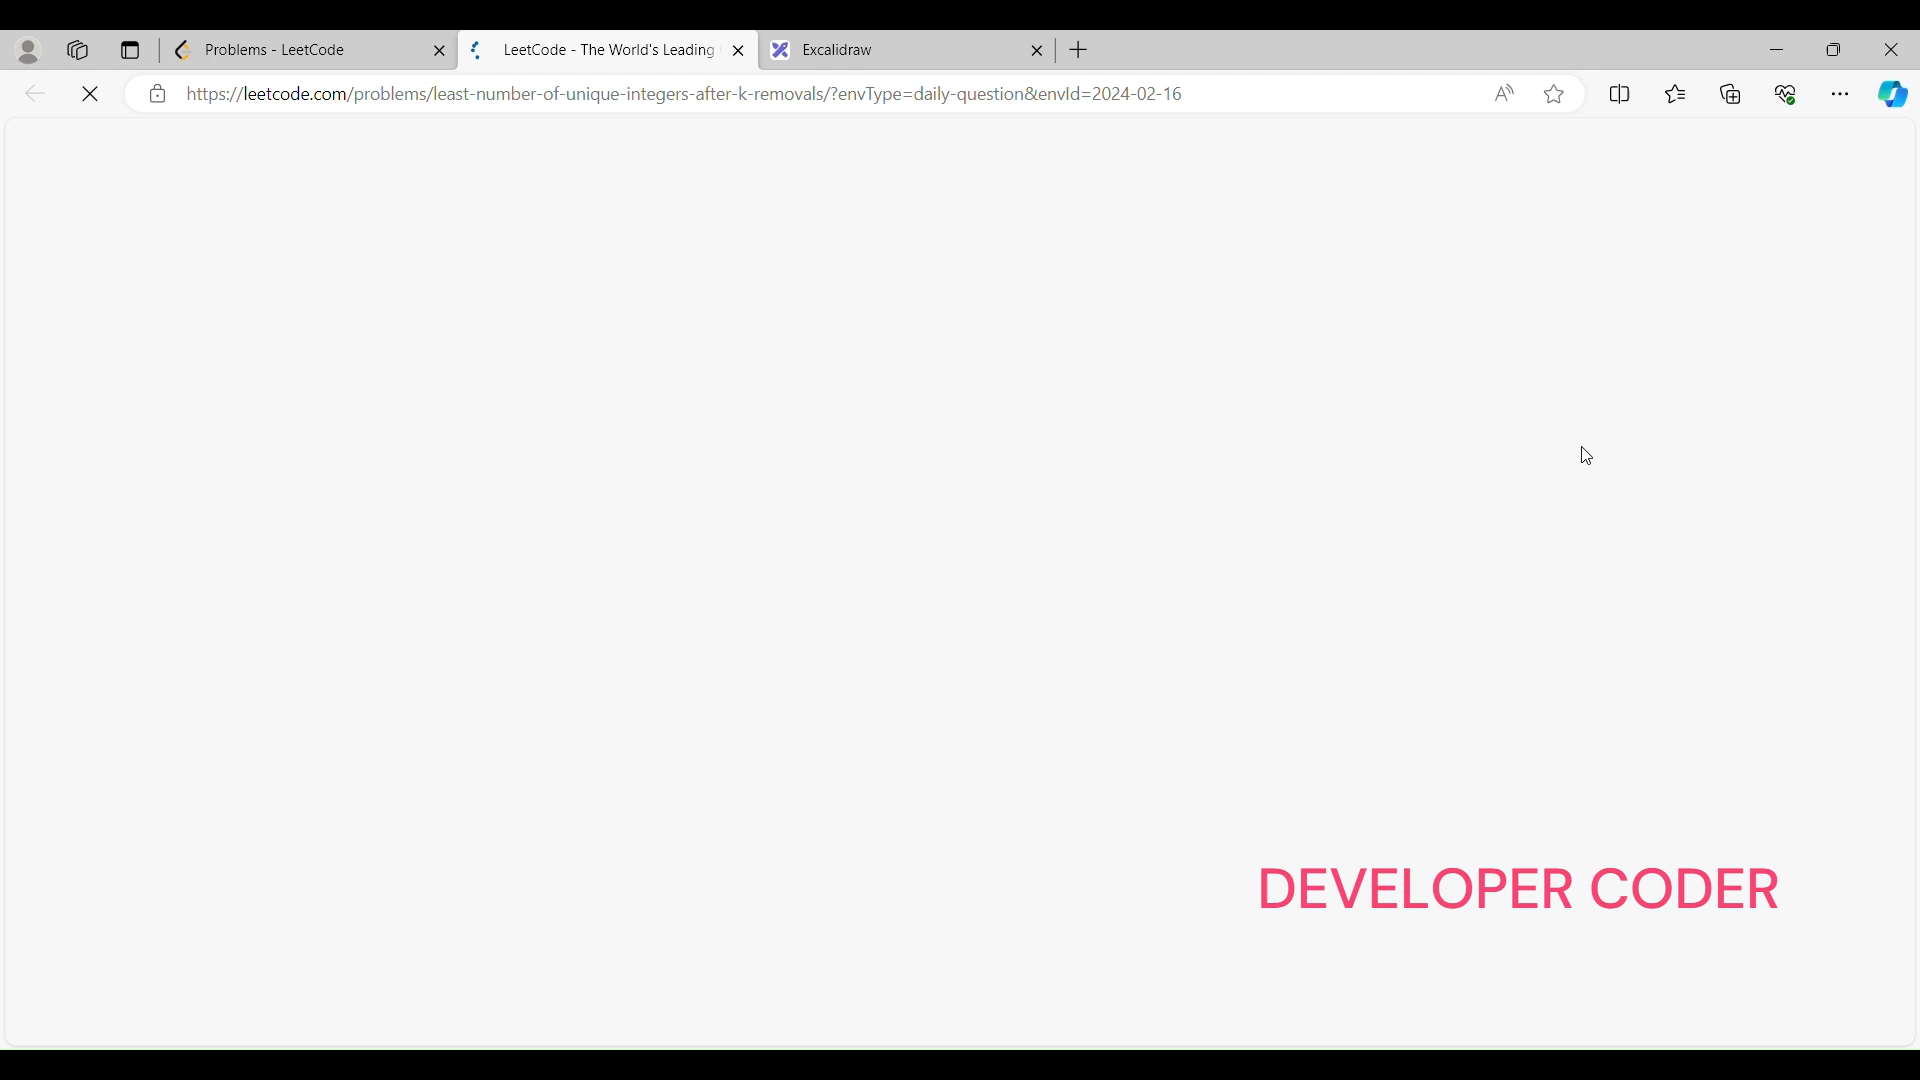 Problems - LeetCode
LeetCode - The World's Leading
Excalidraw
https://leetcode.com/problems/least-number-of-unique-integers-after-k-removals/?envType=daily-question&envId=2024-02-16
DEVELOPER CODER